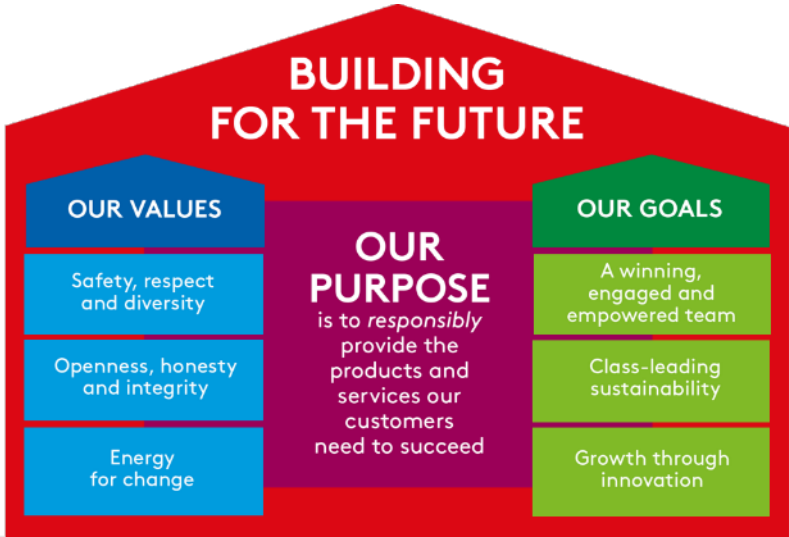 BUILDING
FOR THE FUTURE
OUR VALUES
Safety, respect
and diversity
Openness, honesty
and integrity
Energy
for change
OUR
PURPOSE
is to responsibly
provide the
products and
services our
customers
need to succeed
OUR GOALS
A winning,
engaged and
empowered team
Class-leading
sustainability
Growth through
innovation